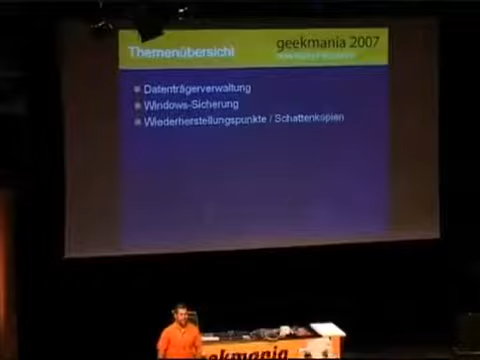 Themenübersicht
geekmania 2007
Datenträgerverwaltung
Windows-Sicherung
Wiederherstellungspunkte / Schattenkopien
geekmania